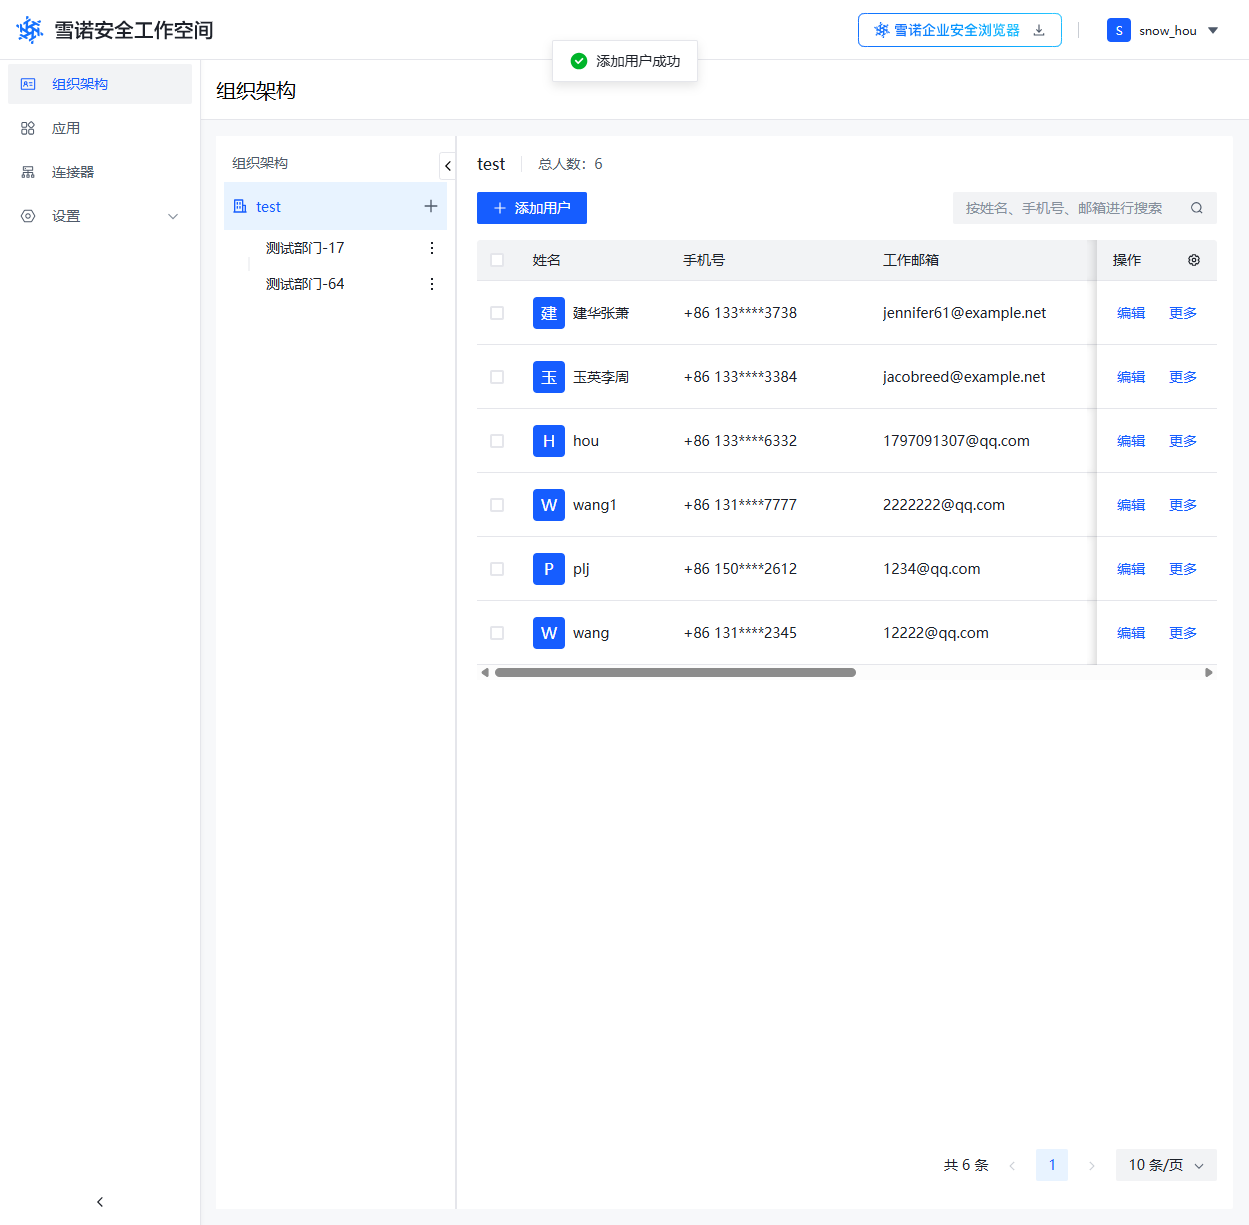 雪诺安全工作空间
雪诺企业安全浏览器
S snow_hou
添加用户成功
组织架构
应用
连接器
设置
组织架构
组织架构
test
测试部门-17
测试部门-64
test 总人数：6
添加用户
按姓名、手机号、邮箱进行搜索
姓名 手机号 工作邮箱 操作
建 建华张萧 +86 133****3738 jennifer61@example.net 编辑 更多
玉 玉英李周 +86 133****3384 jacobreed@example.net 编辑 更多
H hou +86 133****6332 1797091307@qq.com 编辑 更多
W wang1 +86 131****7777 2222222@qq.com 编辑 更多
P plj +86 150****2612 1234@qq.com 编辑 更多
W wang +86 131****2345 12222@qq.com 编辑 更多
共 6 条 1 10 条/页